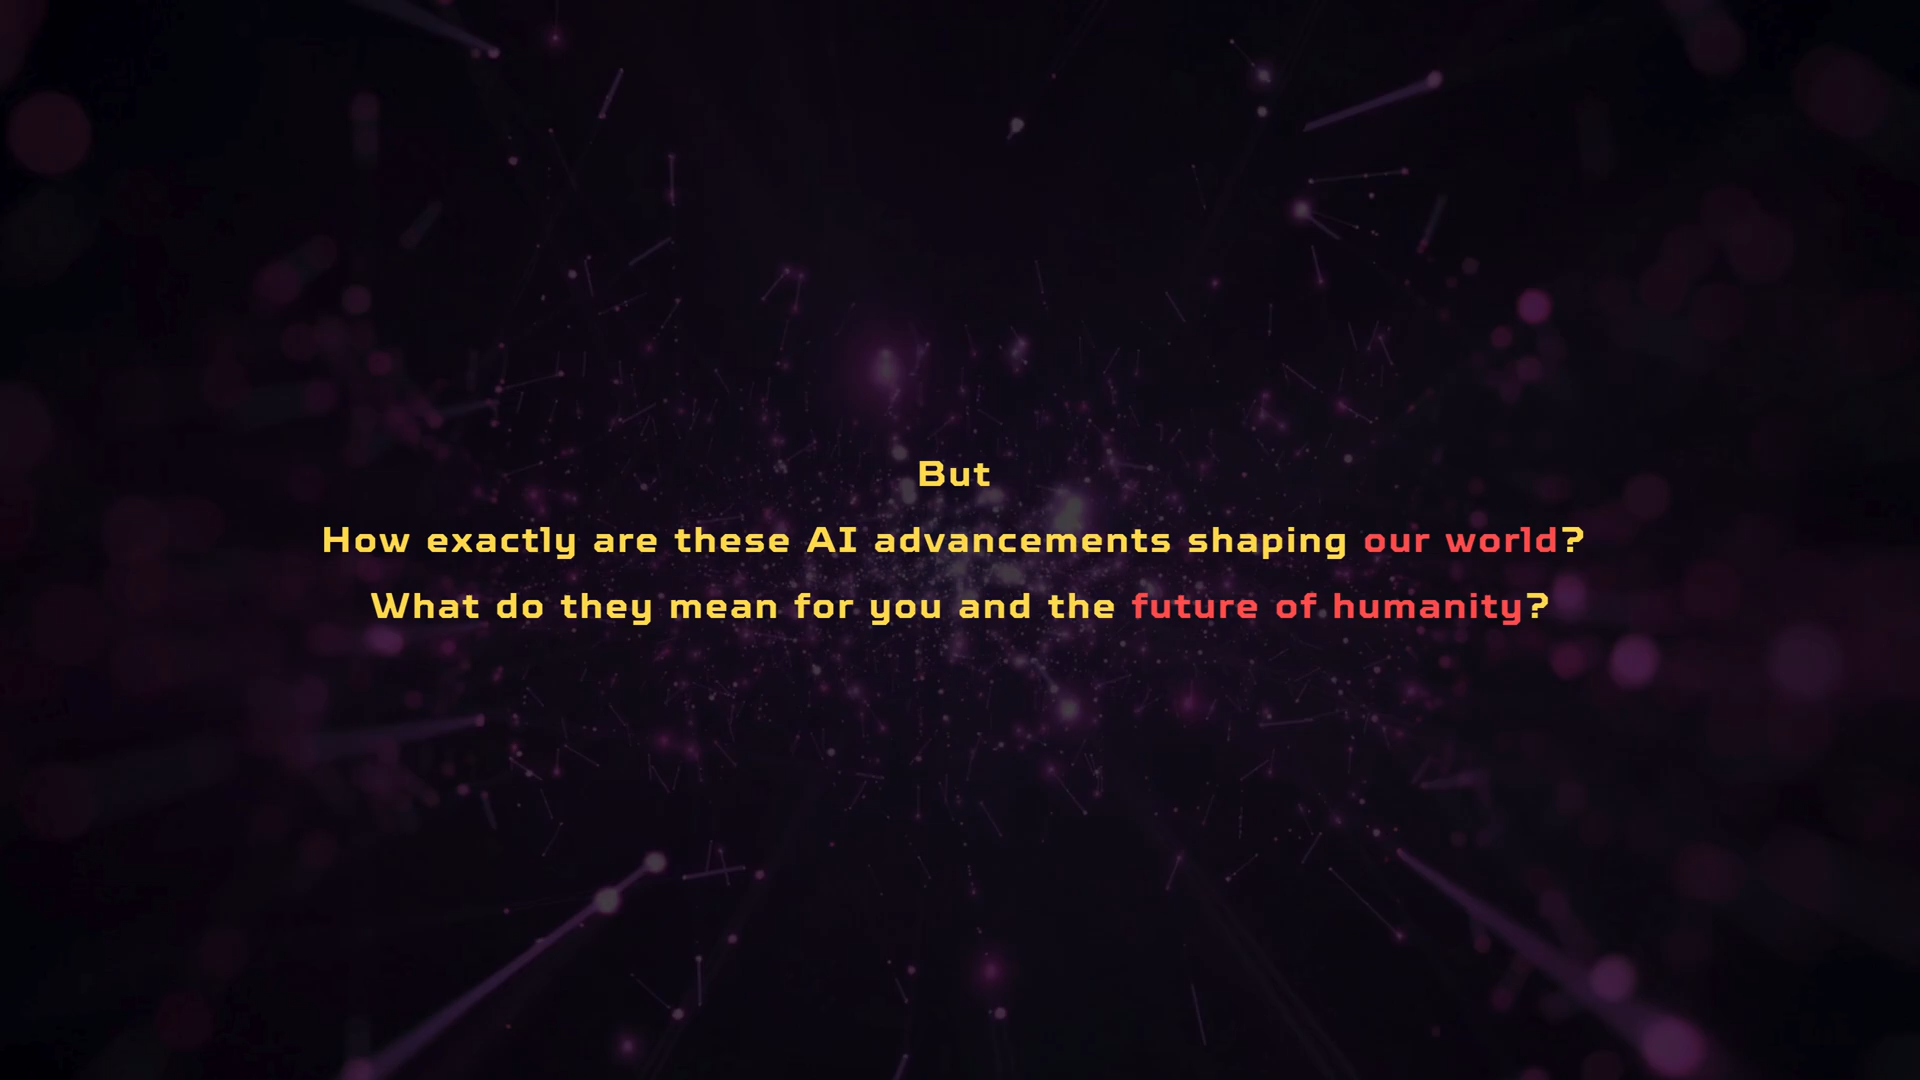 But
How exactly are these AI advancements shaping our world?
What do they mean for you and the future of humanity?